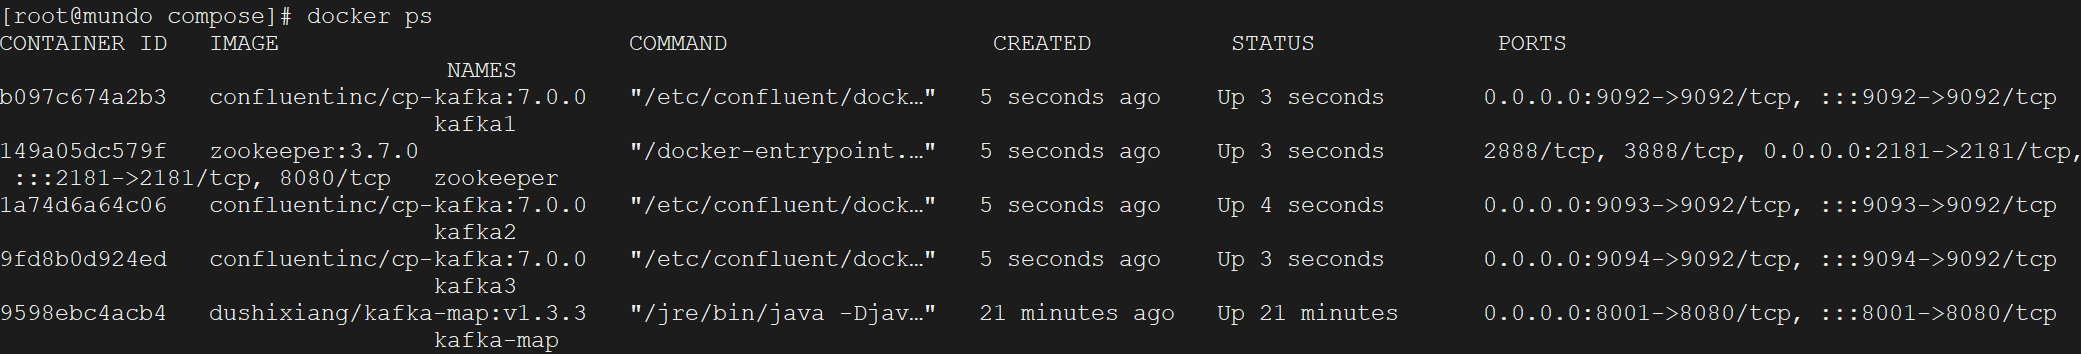 [root@mundo compose]# docker ps
CONTAINER ID   IMAGE                         COMMAND                   CREATED          STATUS             PORTS
                                NAMES
b097c674a2b3   confluentinc/cp-kafka:7.0.0   "/etc/confluent/dock…"   5 seconds ago    Up 3 seconds       0.0.0.0:9092->9092/tcp, :::9092->9092/tcp
                               kafka1
149a05dc579f   zookeeper:3.7.0               "/docker-entrypoint.…"   5 seconds ago    Up 3 seconds       2888/tcp, 3888/tcp, 0.0.0.0:2181->2181/tcp,
 :::2181->2181/tcp, 8080/tcp   zookeeper
1a74d6a64c06   confluentinc/cp-kafka:7.0.0   "/etc/confluent/dock…"   5 seconds ago    Up 4 seconds       0.0.0.0:9093->9092/tcp, :::9093->9092/tcp
                               kafka2
9fd8b0d924ed   confluentinc/cp-kafka:7.0.0   "/etc/confluent/dock…"   5 seconds ago    Up 3 seconds       0.0.0.0:9094->9092/tcp, :::9094->9092/tcp
                               kafka3
9598ebc4acb4   dushixiang/kafka-map:v1.3.3   "/jre/bin/java -Djav…"   21 minutes ago   Up 21 minutes      0.0.0.0:8001->8080/tcp, :::8001->8080/tcp
                               kafka-map